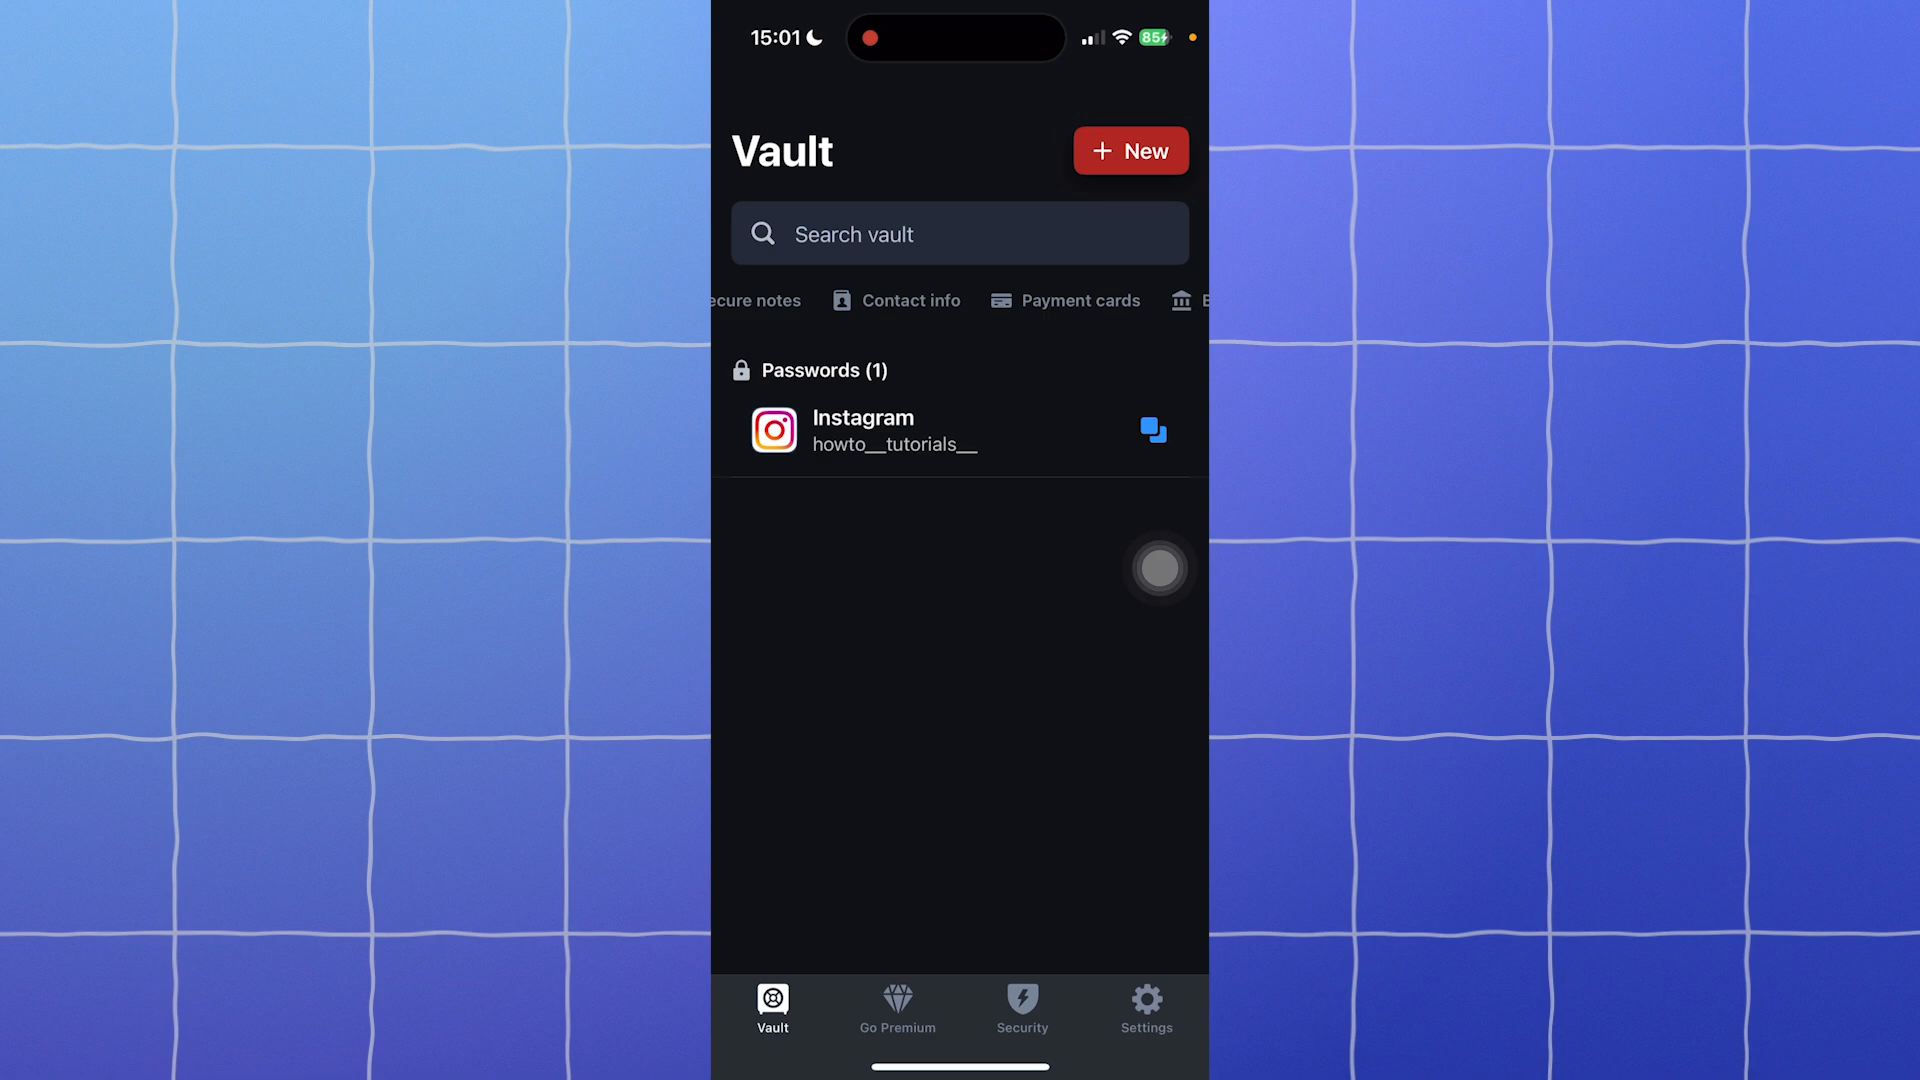 15:01
85
Vault
+ New
Search vault
ecure notes
Contact info
Payment cards
Passwords (1)
Instagram
howto__tutorials__
Vault
Go Premium
Security
Settings